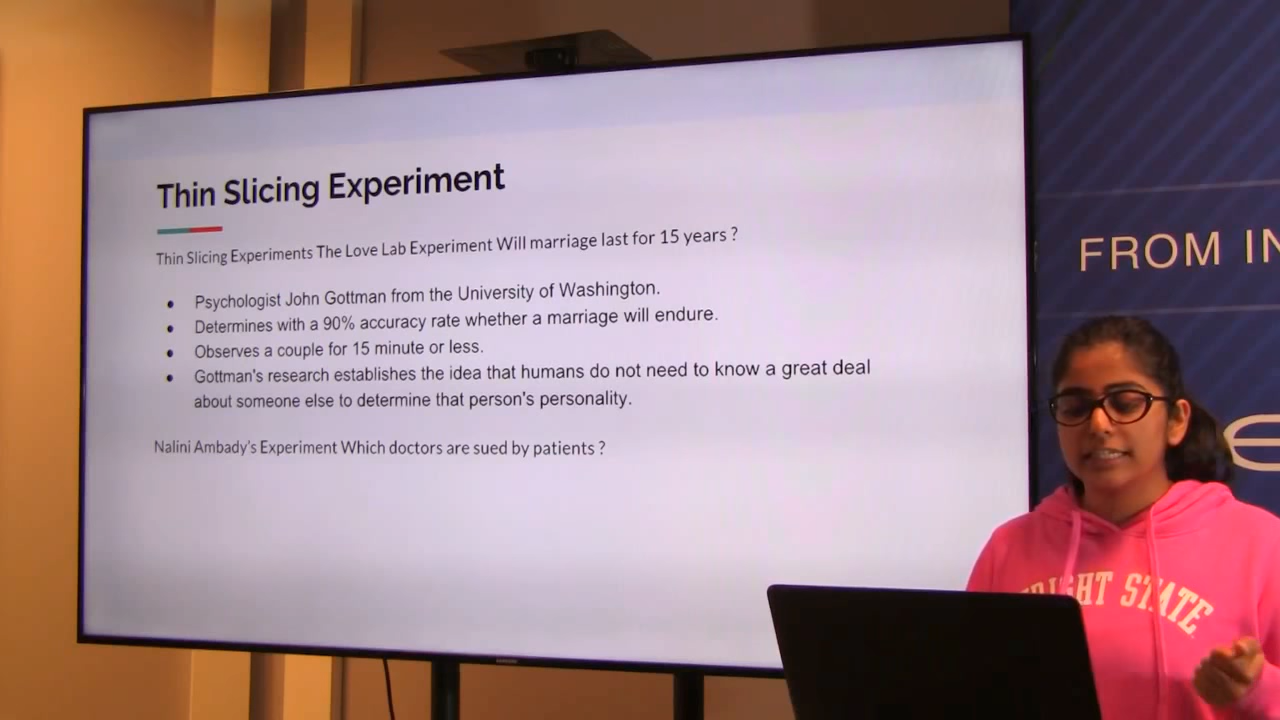 Thin Slicing Experiment
Thin Slicing Experiments The Love Lab Experiment Will marriage last for 15 years ?
● Psychologist John Gottman from the University of Washington.
● Determines with a 90% accuracy rate whether a marriage will endure.
● Observes a couple for 15 minute or less.
● Gottman's research establishes the idea that humans do not need to know a great deal
about someone else to determine that person's personality.
Nalini Ambady's Experiment Which doctors are sued by patients ?
FROM IN
STATE